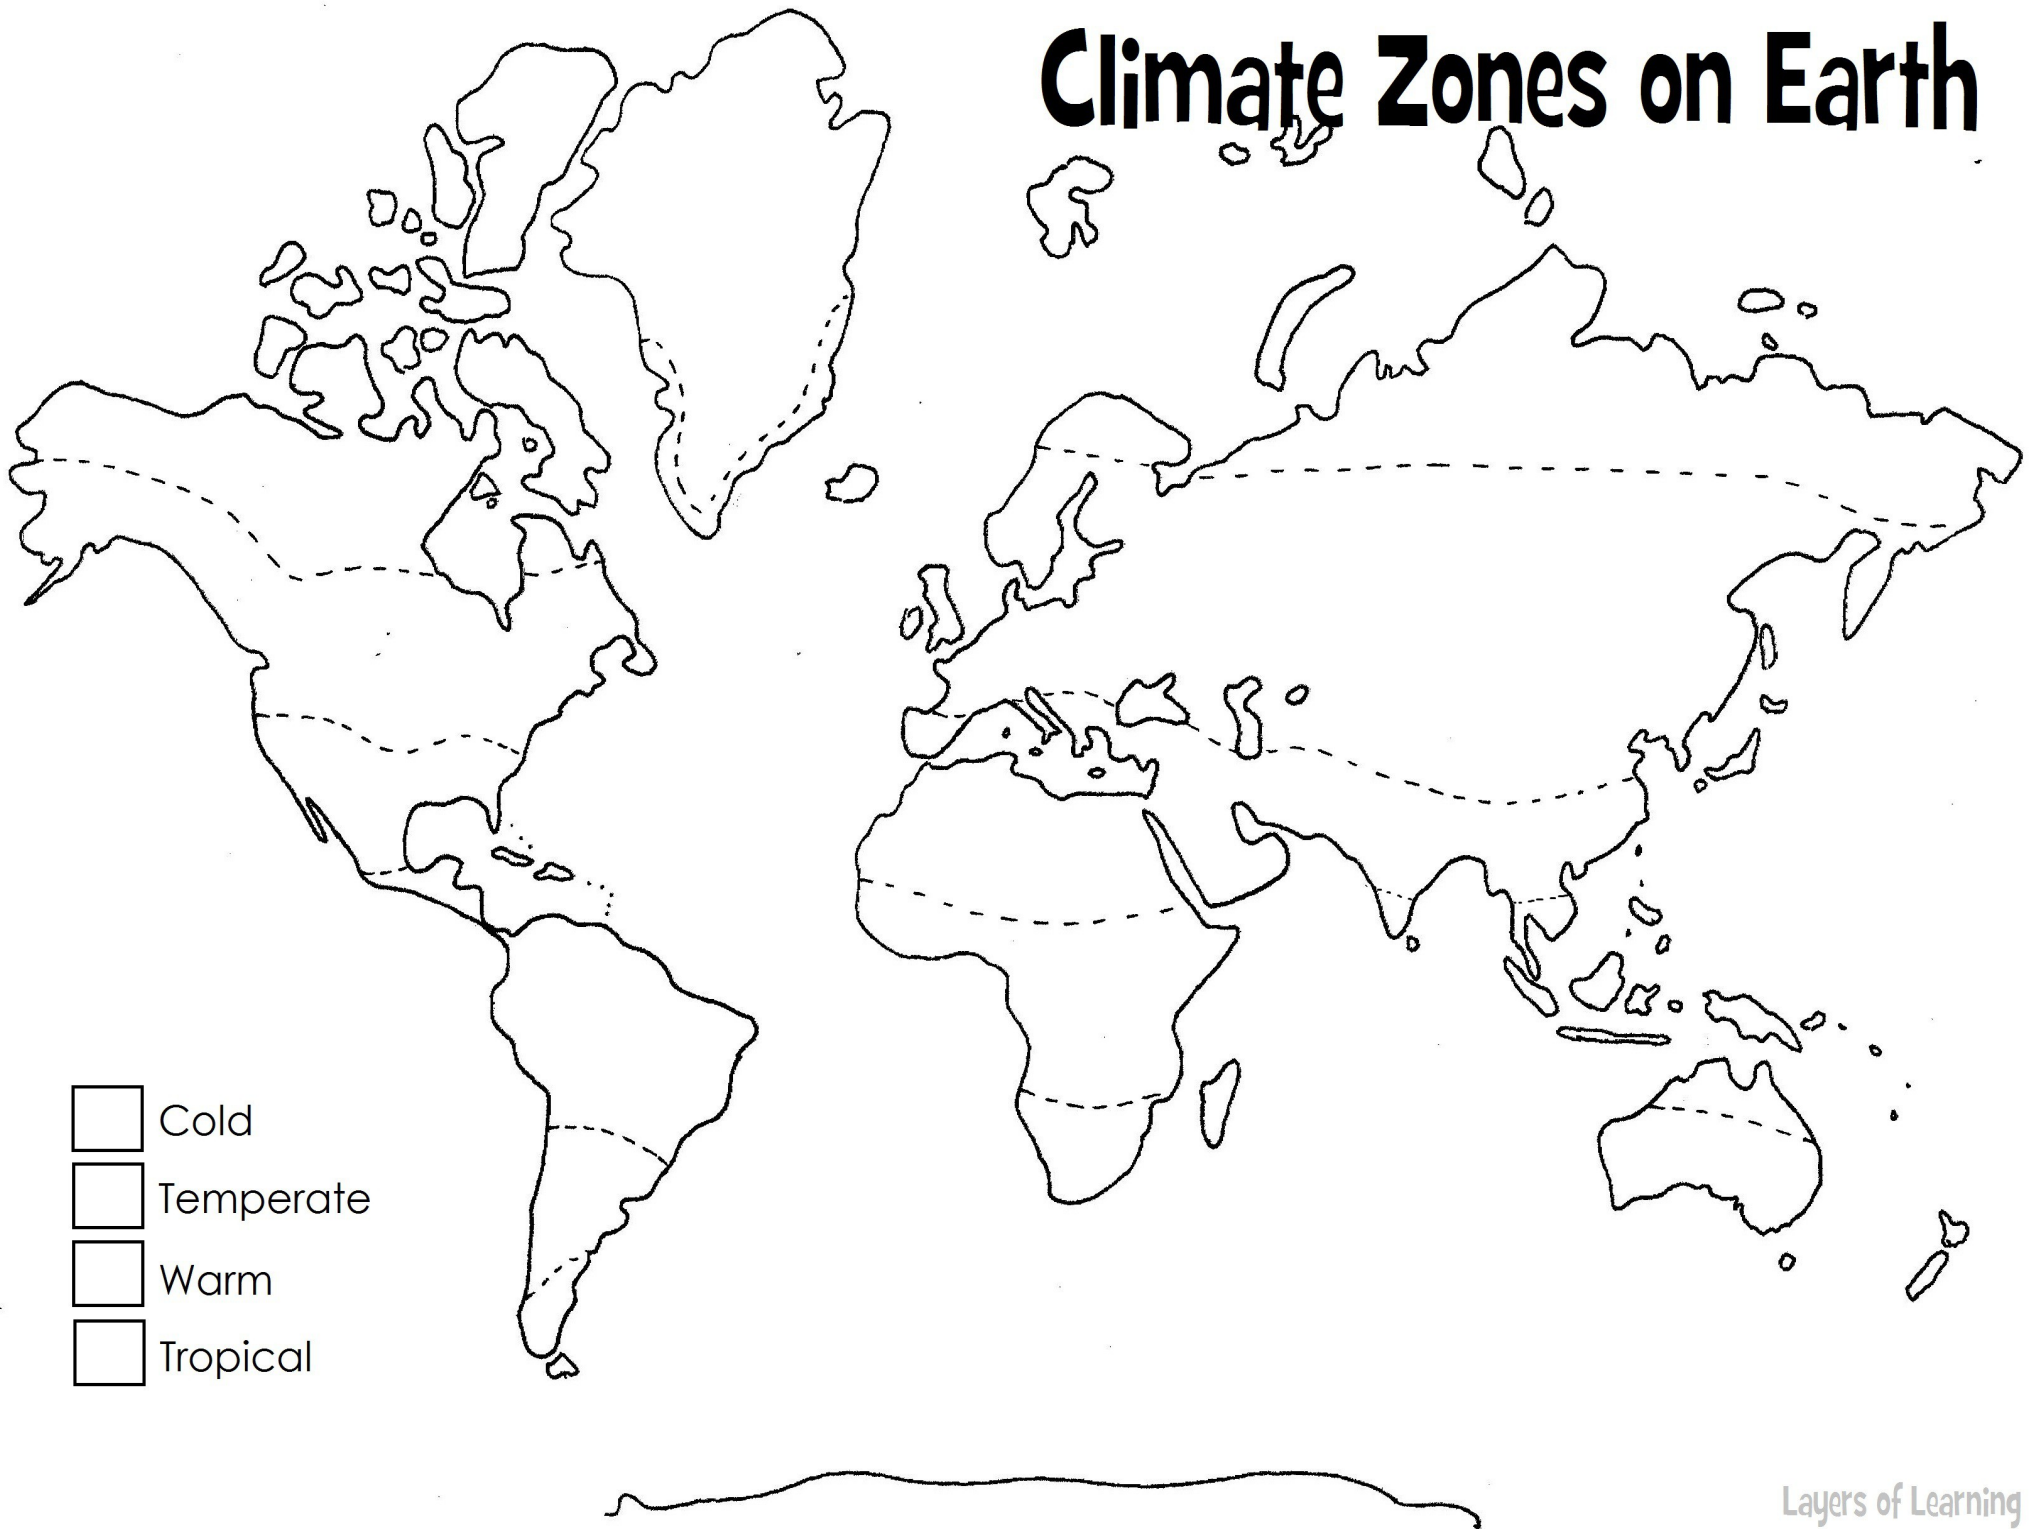 Climate Zones on Earth
Cold
Temperate
Warm
Tropical
Layers of Learning